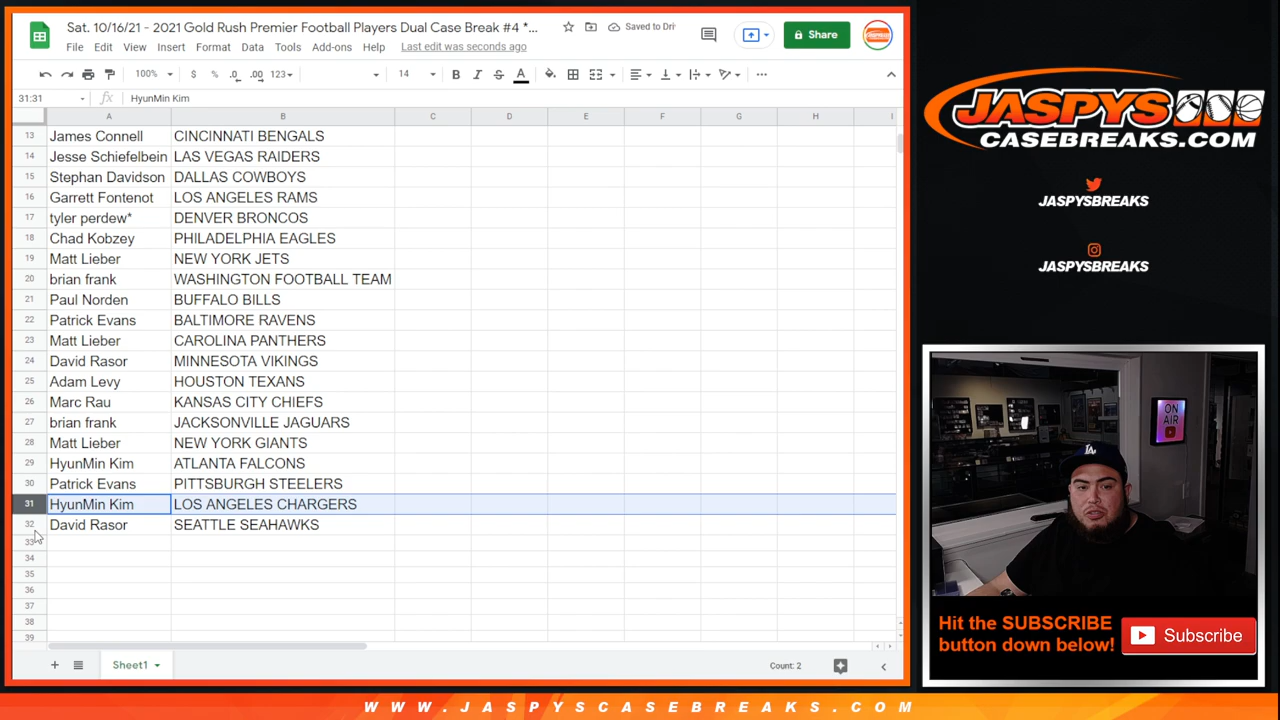 Sat. 10/16/21 - 2021 Gold Rush Premier Football Players Dual Case Break #4 *...
Saved to Dri
Share
File Edit View Insert Format Data Tools Add-ons Help Last edit was seconds ago
100% $ % .0 .00 123 14 B I S A
31:31 fx HyunMin Kim
A B C D E F G H I
13 James Connell CINCINNATI BENGALS
14 Jesse Schiefelbein LAS VEGAS RAIDERS
15 Stephan Davidson DALLAS COWBOYS
16 Garrett Fontenot LOS ANGELES RAMS
17 tyler perdew* DENVER BRONCOS
18 Chad Kobzey PHILADELPHIA EAGLES
19 Matt Lieber NEW YORK JETS
20 brian frank WASHINGTON FOOTBALL TEAM
21 Paul Norden BUFFALO BILLS
22 Patrick Evans BALTIMORE RAVENS
23 Matt Lieber CAROLINA PANTHERS
24 David Rasor MINNESOTA VIKINGS
25 Adam Levy HOUSTON TEXANS
26 Marc Rau KANSAS CITY CHIEFS
27 brian frank JACKSONVILLE JAGUARS
28 Matt Lieber NEW YORK GIANTS
29 HyunMin Kim ATLANTA FALCONS
30 Patrick Evans PITTSBURGH STEELERS
31 HyunMin Kim LOS ANGELES CHARGERS
32 David Rasor SEATTLE SEAHAWKS
33
34
35
36
37
38
39
Sheet1
Count: 2
JASPYS
CASEBREAKS.COM
JASPYSBREAKS
JASPYSBREAKS
ON
AIR
LA
Hit the SUBSCRIBE
button down below!
Subscribe
WWW.JASPYSCASEBREAKS.COM